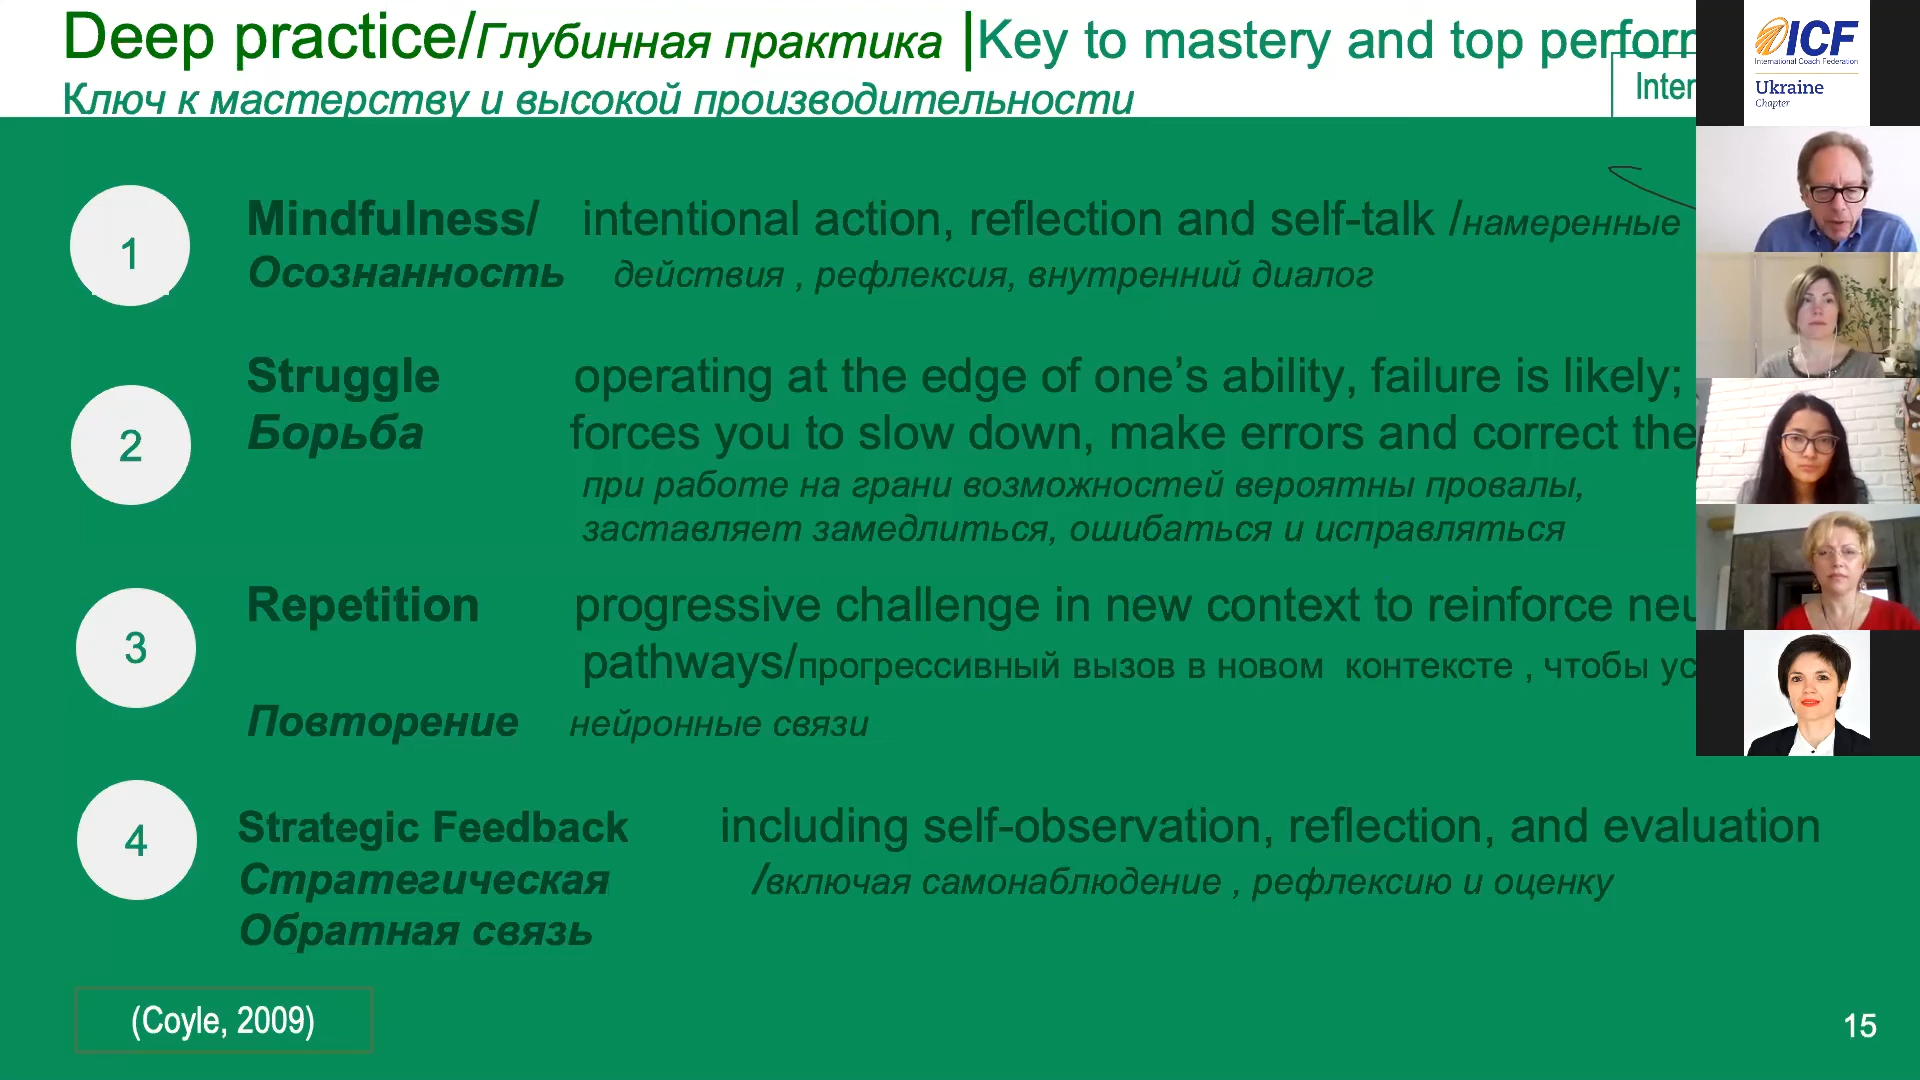 Deep practice/Глубинная практика |Key to mastery and top
Ключ к мастерству и высокой производительности
ICF
International Coach Federation
Ukraine
Chapter
1
Mindfulness/ intentional action, reflection and self-talk /намеренные
Осознанность действия , рефлексия, внутренний диалог
2
Struggle operating at the edge of one’s ability, failure is likely;
Борьба forces you to slow down, make errors and correct
при работе на грани возможностей вероятны провалы,
заставляет замедлиться, ошибаться и исправляться
3
Repetition progressive challenge in new context to reinforce
pathways/прогрессивный вызов в новом контексте , чтобы
Повторение нейронные связи
4
Strategic Feedback including self-observation, reflection, and evaluation
Стратегическая /включая самонаблюдение , рефлексию и оценку
Обратная связь
(Coyle, 2009)
15